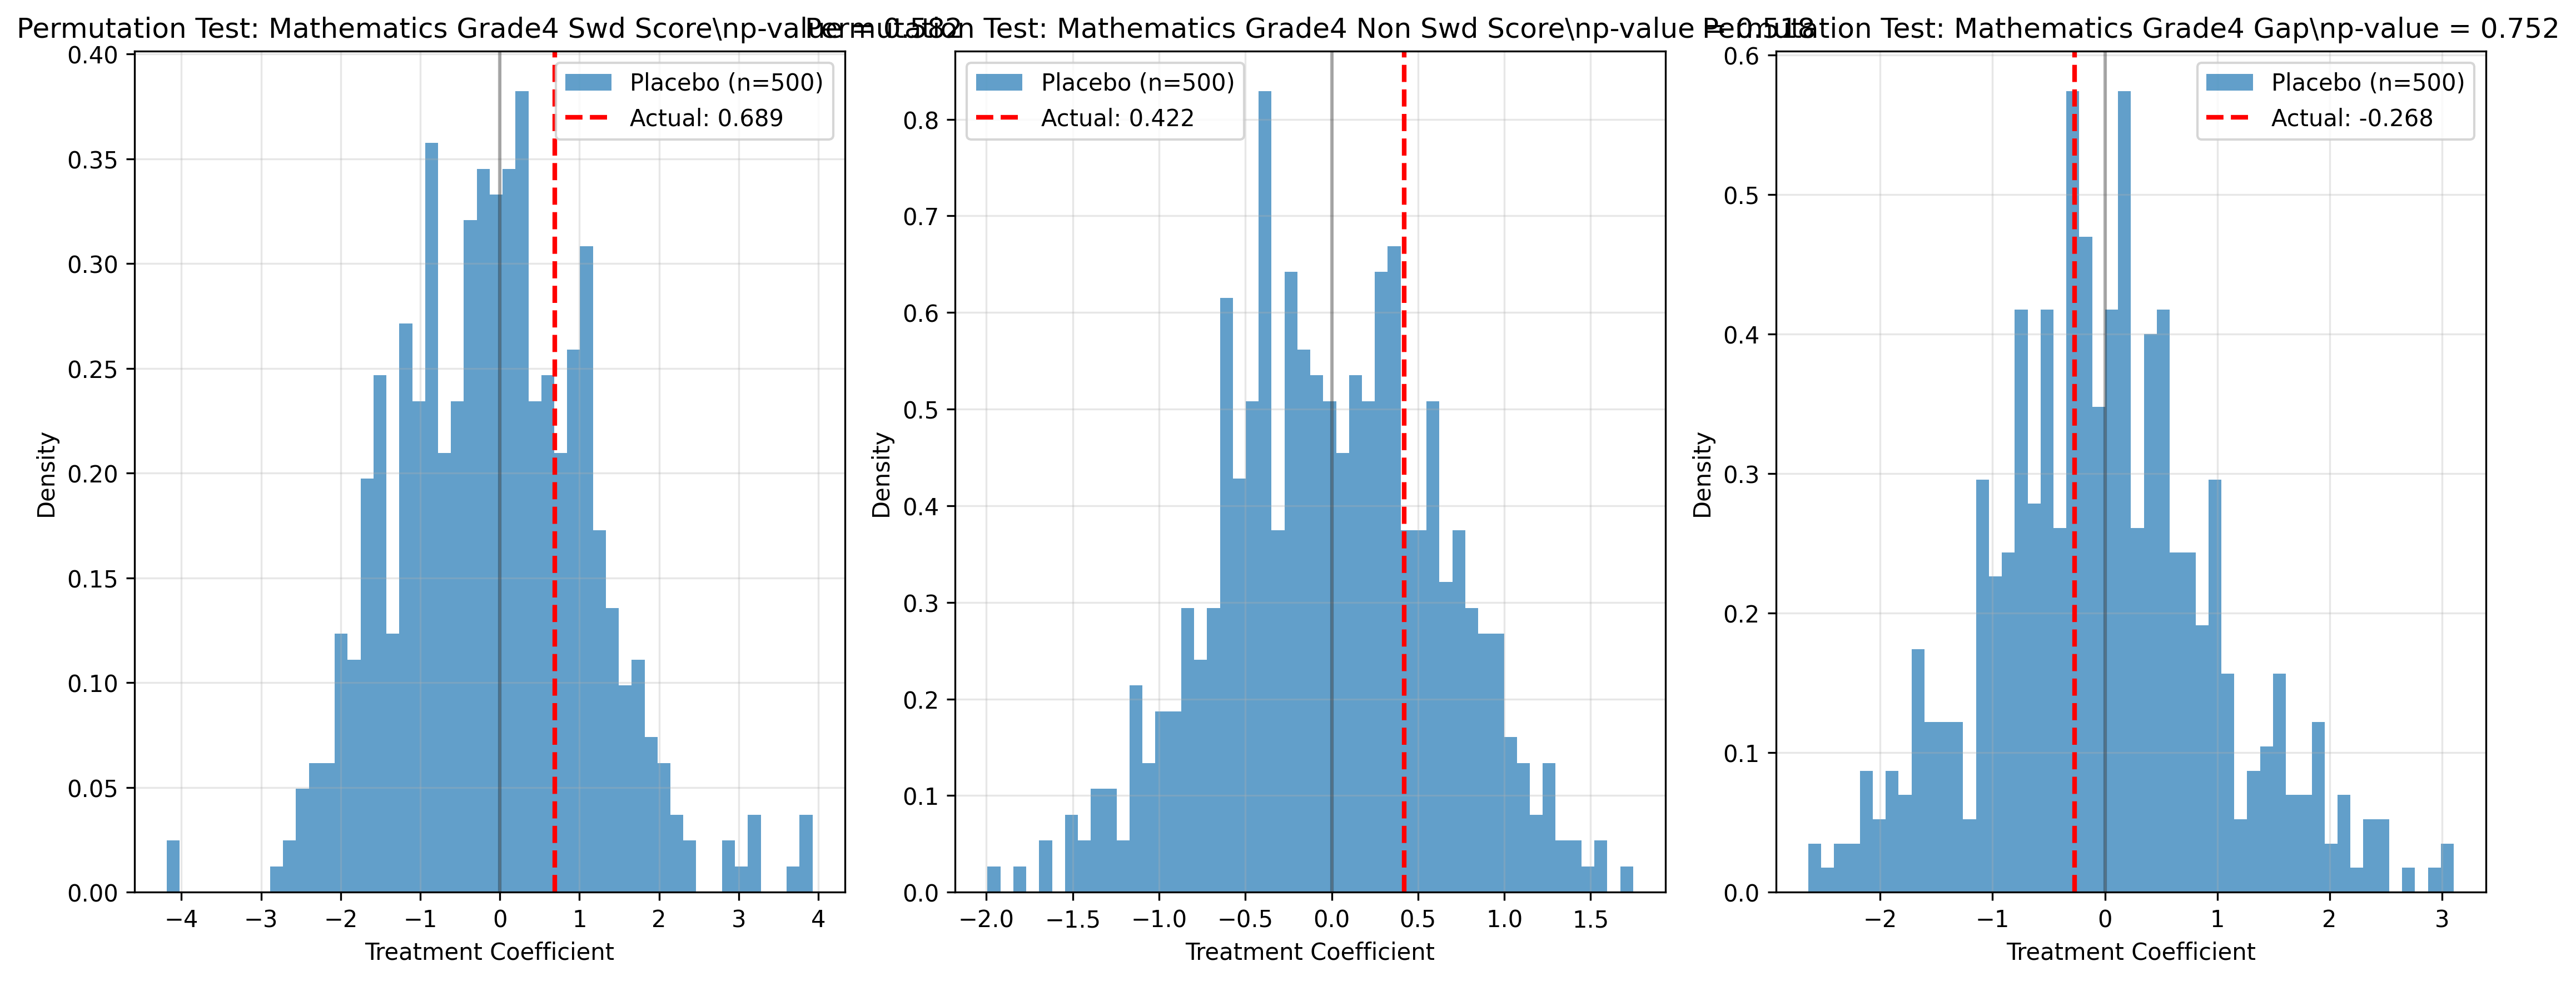 Permutation Test: Mathematics Grade4 Swd Score\np-value = 0.582
Permutation Test: Mathematics Grade4 Non Swd Score\np-value = 0.518
Permutation Test: Mathematics Grade4 Gap\np-value = 0.752
Density
0.40
0.35
0.30
0.25
0.20
0.15
0.10
0.05
0.00
Placebo (n=500)
Actual: 0.689
−4 −3 −2 −1 0 1 2 3 4
Treatment Coefficient
Density
0.8
0.7
0.6
0.5
0.4
0.3
0.2
0.1
0.0
Placebo (n=500)
Actual: 0.422
−2.0 −1.5 −1.0 −0.5 0.0 0.5 1.0 1.5
Treatment Coefficient
Density
0.6
0.5
0.4
0.3
0.2
0.1
0.0
Placebo (n=500)
Actual: -0.268
−2 −1 0 1 2 3
Treatment Coefficient